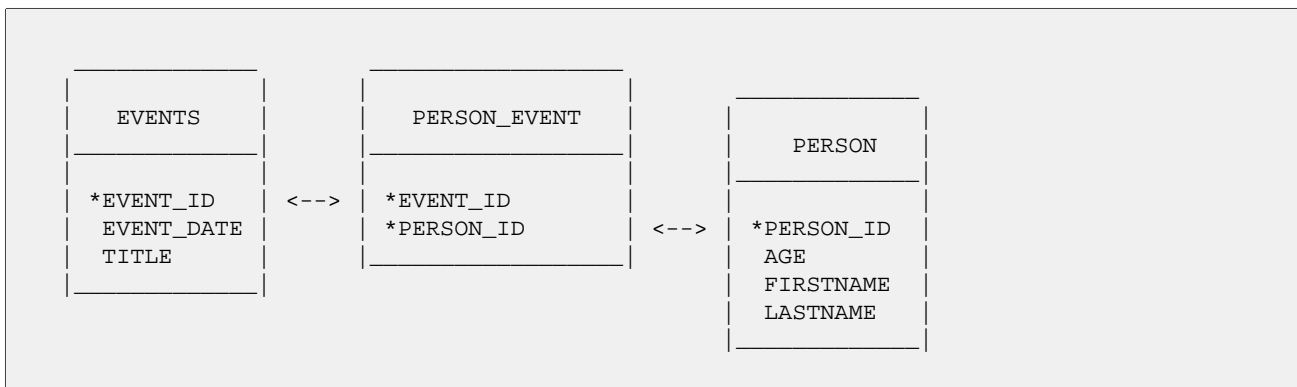 EVENTS PERSON_EVENT
PERSON
*EVENT_ID <--> *EVENT_ID
EVENT_DATE *PERSON_ID <--> *PERSON_ID
TITLE AGE
FIRSTNAME
LASTNAME